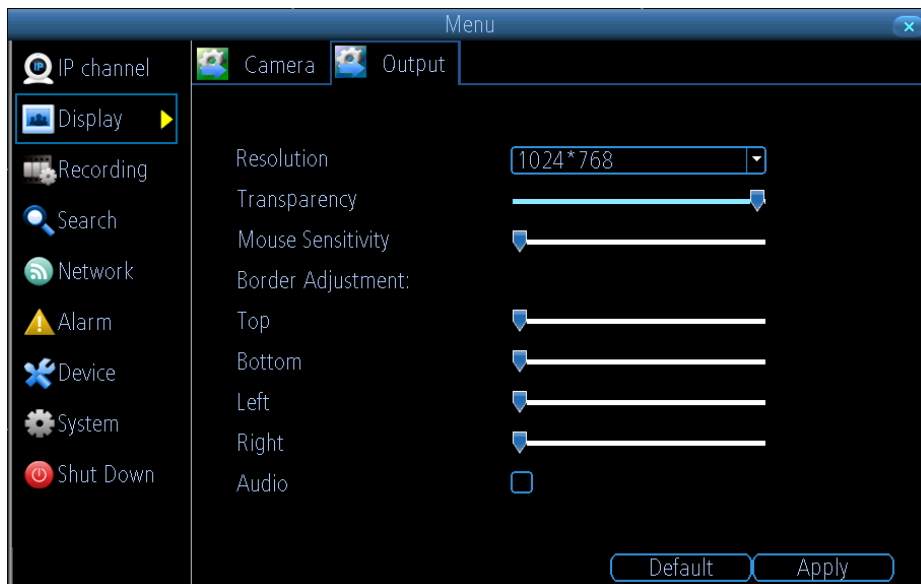 Menu
IP channel
Display
Recording
Search
Network
Alarm
Device
System
Shut Down
Camera
Output
Resolution
1024*768
Transparency
Mouse Sensitivity
Border Adjustment:
Top
Bottom
Left
Right
Audio
Default
Apply